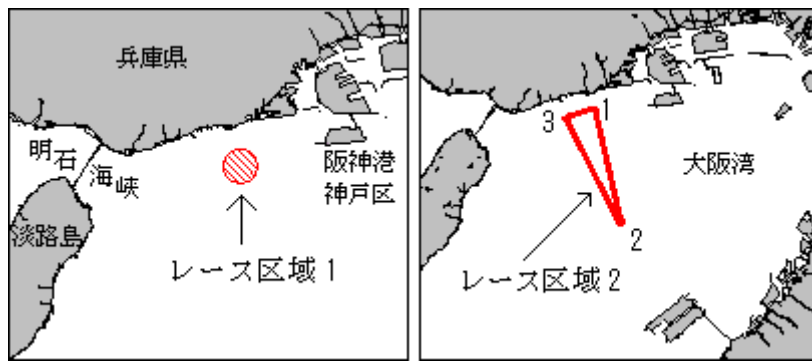 兵庫県
明石
海峡
阪神港
神戸区
淡路島
レース区域1
3
1
大阪湾
2
レース区域2